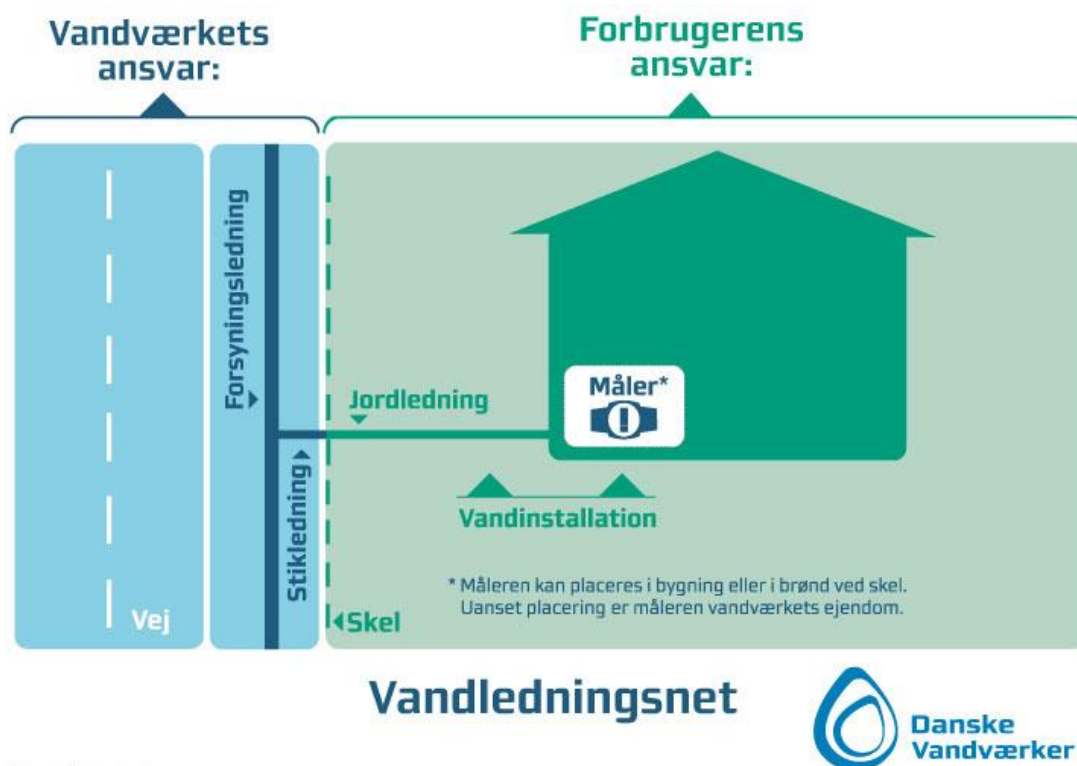 Vandværkets
ansvar:
Forbrugerens
ansvar:
Forsyningsledning
Stikledning
Jordledning
Måler*
Vandinstallation
* Måleren kan placeres i bygning eller i brønd ved skel.
Uanset placering er måleren vandværkets ejendom.
Vej
Skel
Vandledningsnet
Danske
Vandværker